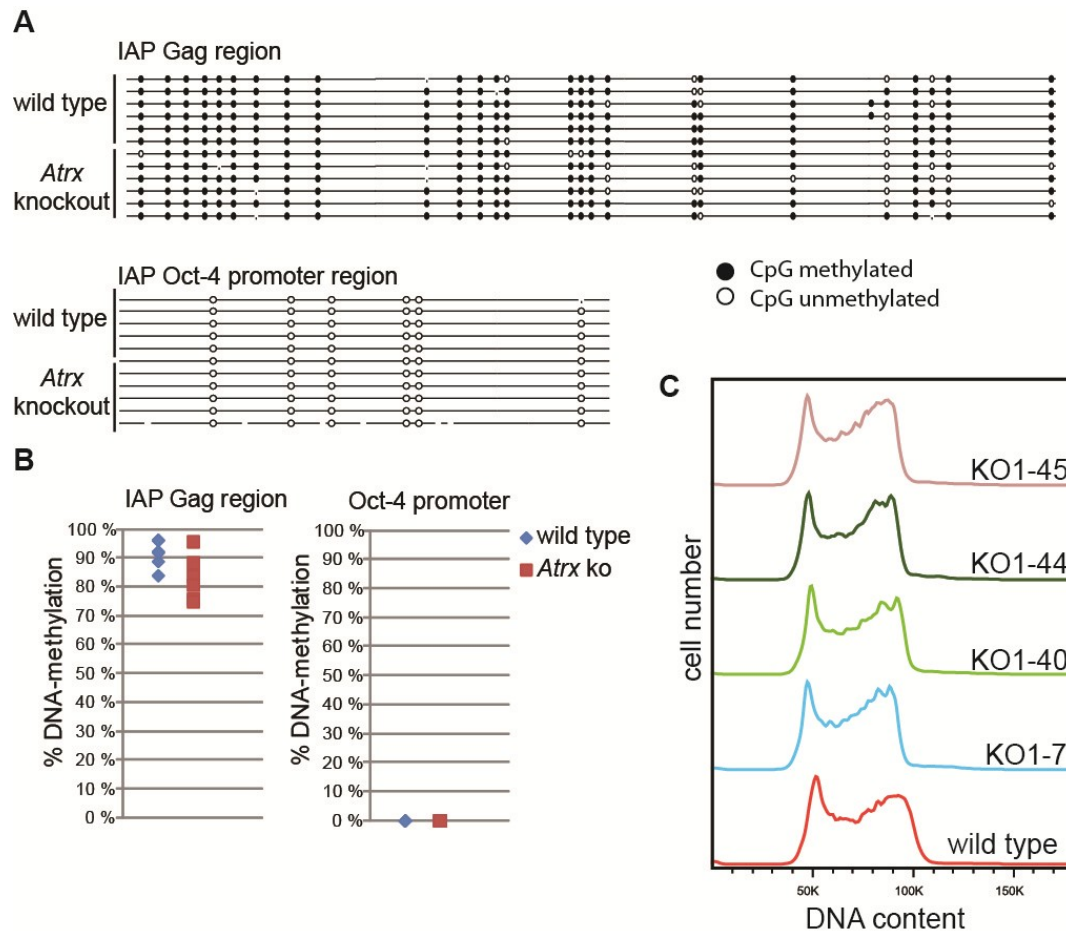 A
IAP Gag region
wild type
Atrx
knockout
IAP Oct-4 promoter region
wild type
Atrx
knockout
CpG methylated
CpG unmethylated
B
IAP Gag region
% DNA-methylation
100 %
90 %
80 %
70 %
60 %
50 %
40 %
30 %
20 %
10 %
0 %
Oct-4 promoter
% DNA-methylation
100 %
90 %
80 %
70 %
60 %
50 %
40 %
30 %
20 %
10 %
0 %
wild type
Atrx ko
C
cell number
KO1-45
KO1-44
KO1-40
KO1-7
wild type
50K
100K
150K
DNA content